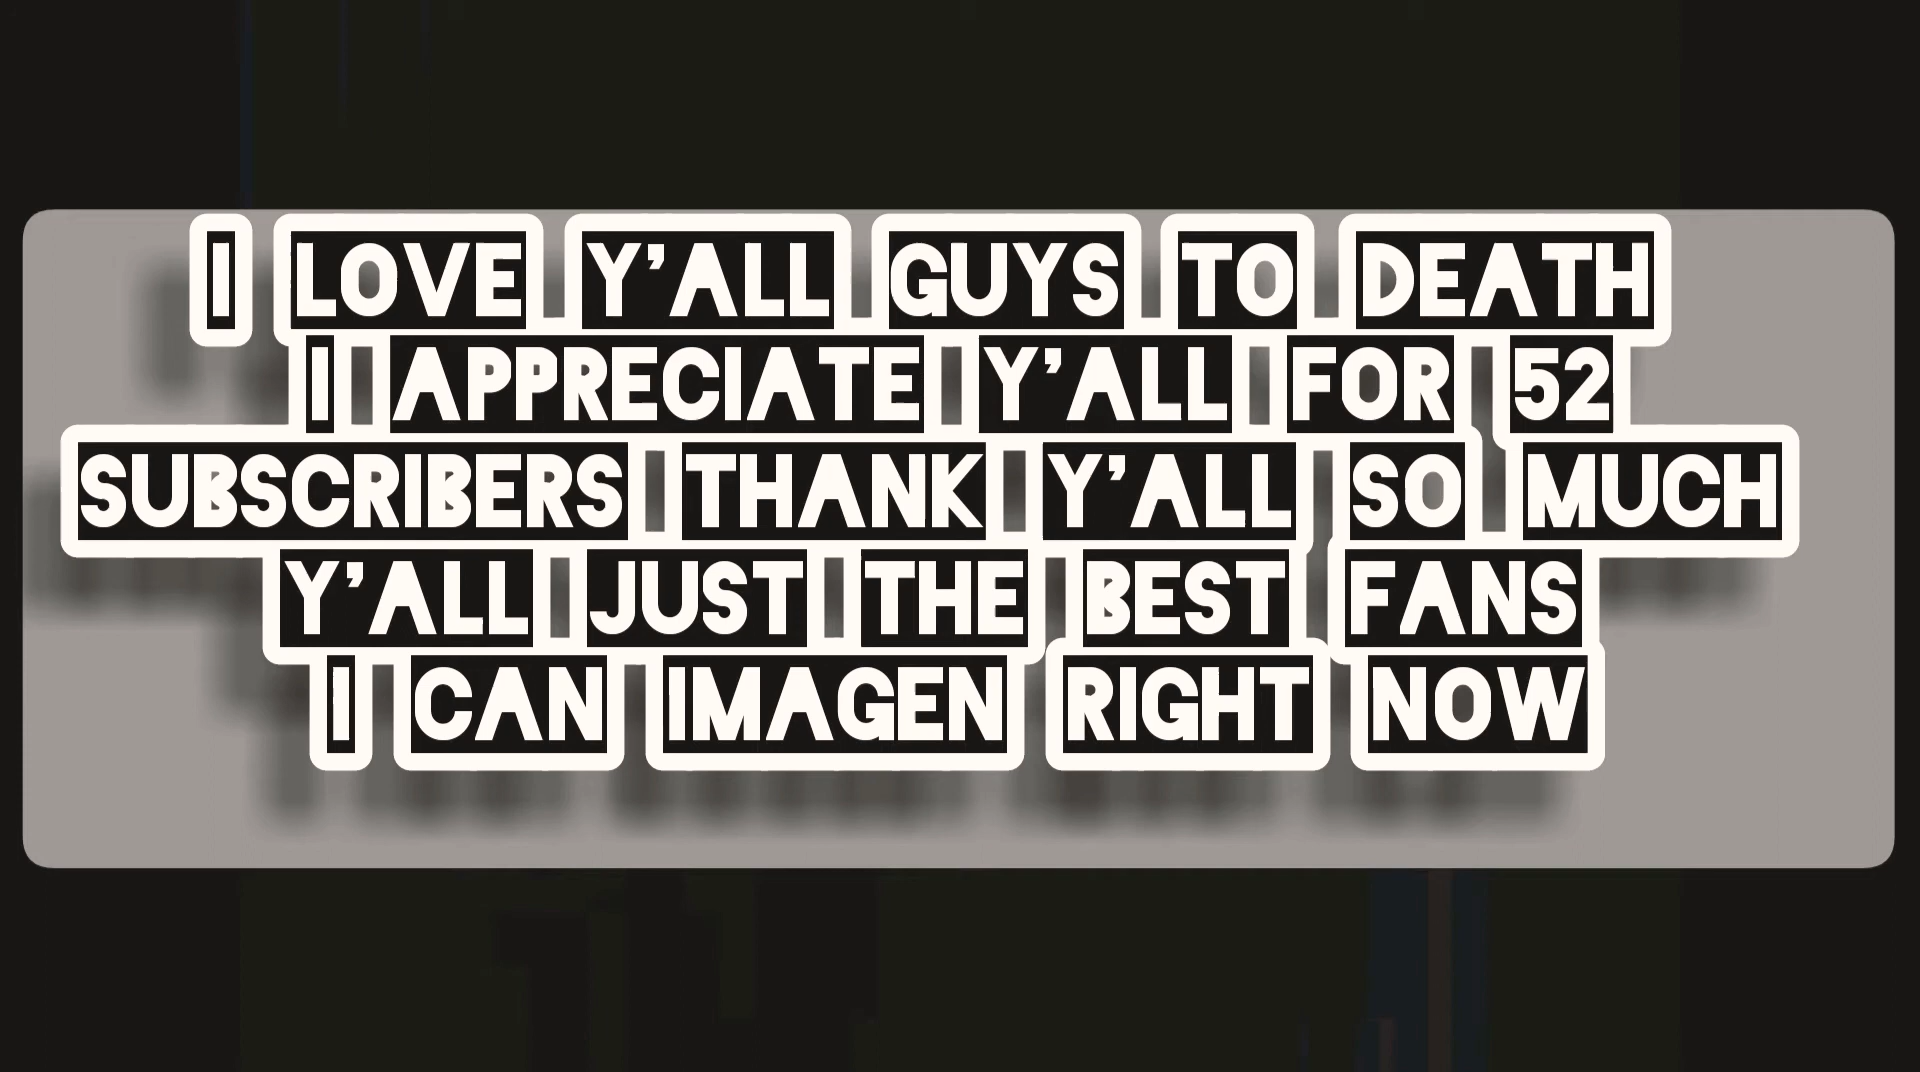 I LOVE Y'ALL GUYS TO DEATH
I APPRECIATE Y'ALL FOR 52
SUBSCRIBERS THANK Y'ALL SO MUCH
Y'ALL JUST THE BEST FANS
I CAN IMAGEN RIGHT NOW